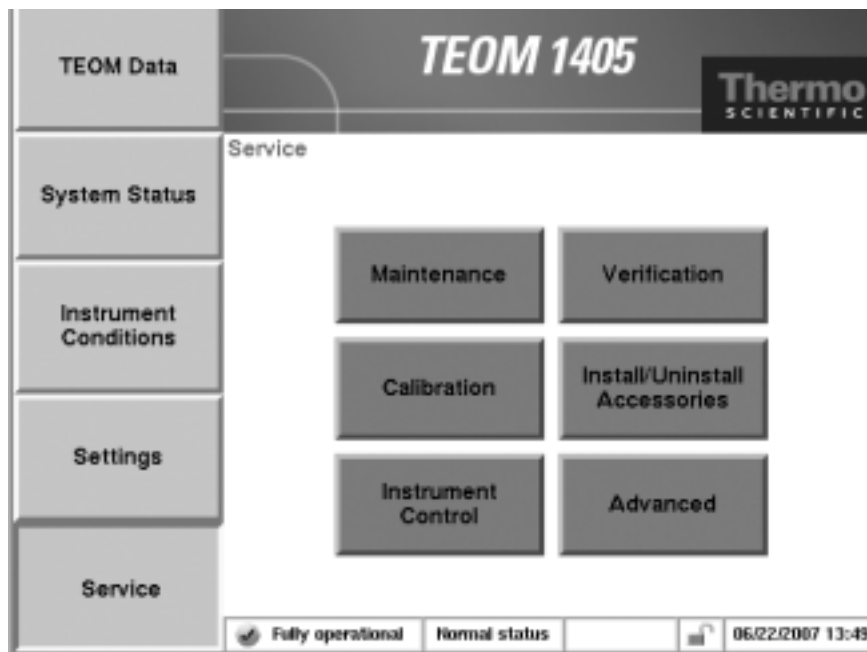 TEOM Data
System Status
Instrument
Conditions
Settings
Service
TEOM 1405
Thermo
SCIENTIFIC
Service
Maintenance
Verification
Calibration
Install/Uninstall
Accessories
Instrument
Control
Advanced
Fully operational
Normal status
06/22/2007 13:49